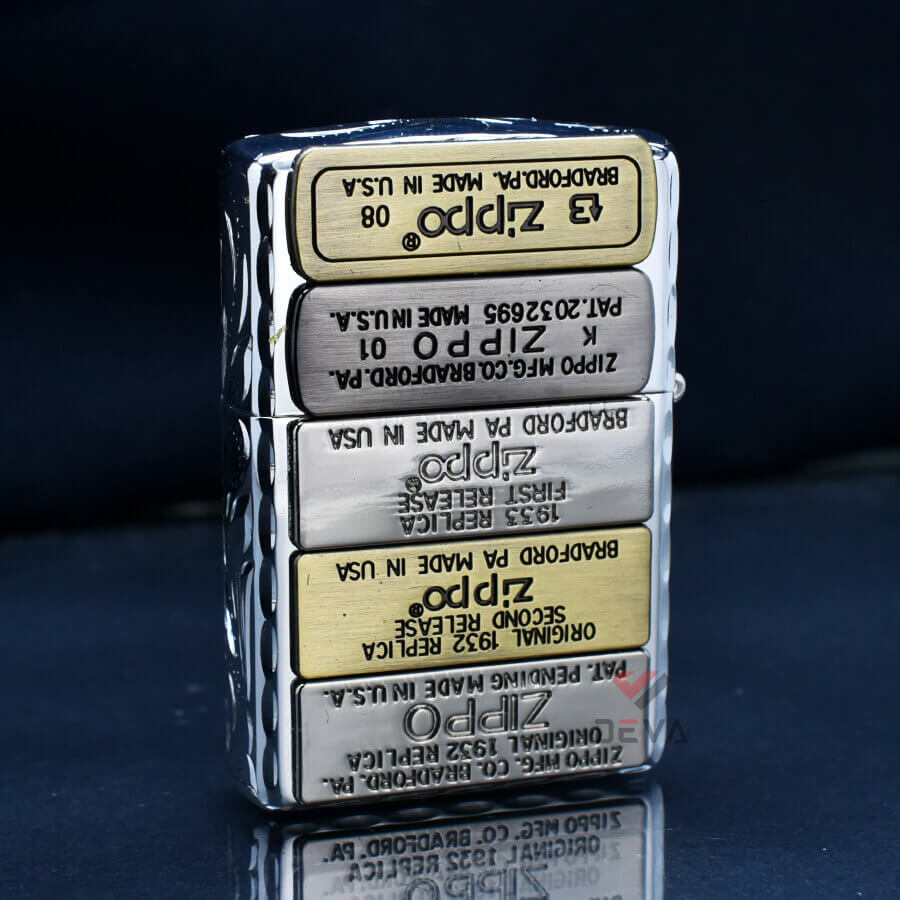 ZIPPO MFG. CO. BRADFORD. PA.
ORIGINAL 1932 REPLICA
ZIPPO
PAT. PENDING MADE IN U.S.A.
ORIGINAL 1932 REPLICA
SECOND RELEASE
Zippo®
BRADFORD PA MADE IN USA
1933 REPLICA
FIRST RELEASE
Zippo®
BRADFORD PA MADE IN USA
ZIPPO MFG.CO.BRADFORD.PA.
K ZIPPO 01
PAT.2032695 MADE IN U.S.A.
Zippo® 08
BRADFORD.PA. MADE IN U.S.A
DEVA